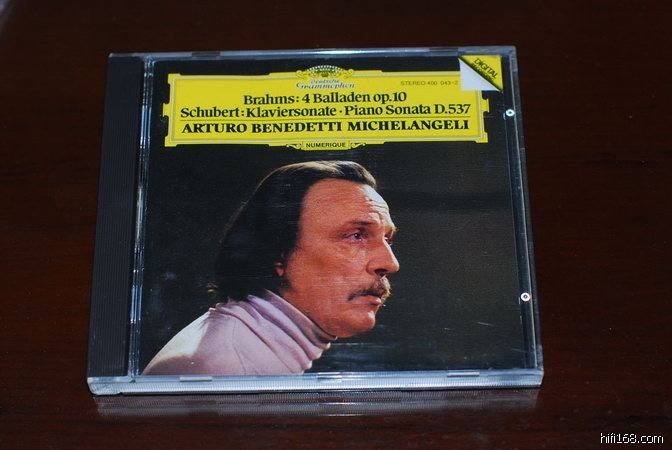 Deutsche
Grammophon
STEREO 400 043-2
DIGITAL
Brahms: 4 Balladen op.10
Schubert: Klaviersonate · Piano Sonata D.537
ARTURO BENEDETTI MICHELANGELI
NUMERIQUE
hifi168.com